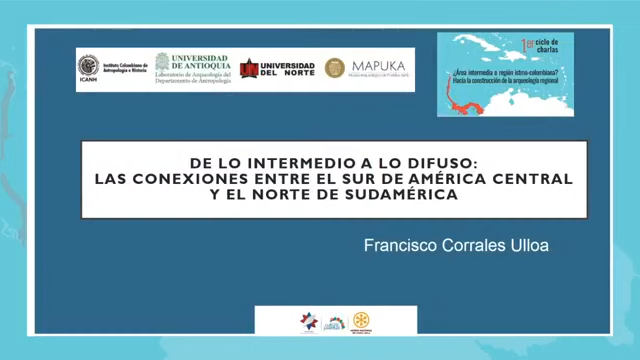 ICANH
Instituto Colombiano de
Antropología e Historia
UNIVERSIDAD
DE ANTIOQUIA
Laboratorio de Arqueología del
Departamento de Antropología
UNIVERSIDAD
DEL NORTE
MAPUKA
1er ciclo de
charlas
¿Área intermedia o región istmo-colombiana?
Hacia la construcción de la arqueología regional
DE LO INTERMEDIO A LO DIFUSO:
LAS CONEXIONES ENTRE EL SUR DE AMÉRICA CENTRAL
Y EL NORTE DE SUDAMÉRICA
Francisco Corrales Ulloa